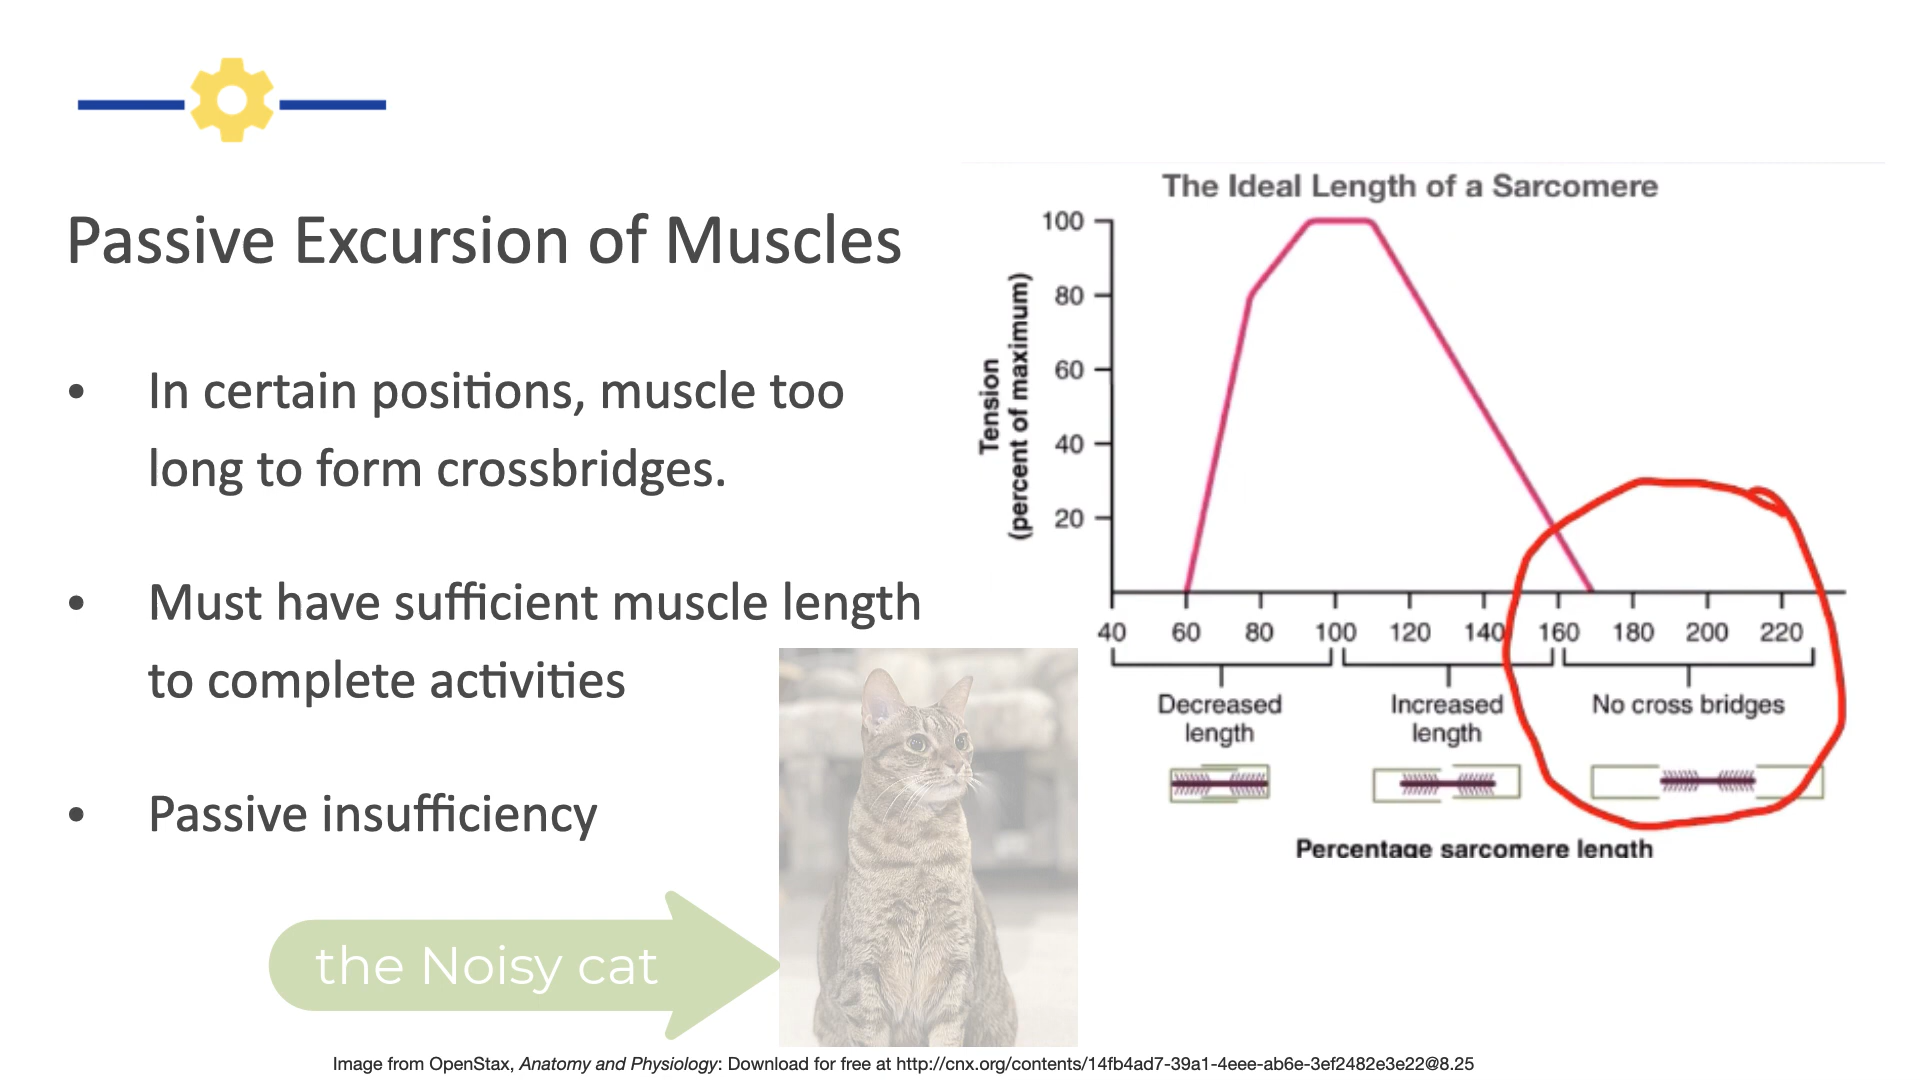 Passive Excursion of Muscles
• In certain positions, muscle too
long to form crossbridges.
• Must have sufficient muscle length
to complete activities
• Passive insufficiency
the Noisy cat
The Ideal Length of a Sarcomere
Tension
(percent of maximum)
100
80
60
40
20
40 60 80 100 120 140 160 180 200 220
Decreased
length
Increased
length
No cross bridges
Percentage sarcomere length
Image from OpenStax, Anatomy and Physiology: Download for free at http://cnx.org/contents/14fb4ad7-39a1-4eee-ab6e-3ef2482e3e22@8.25